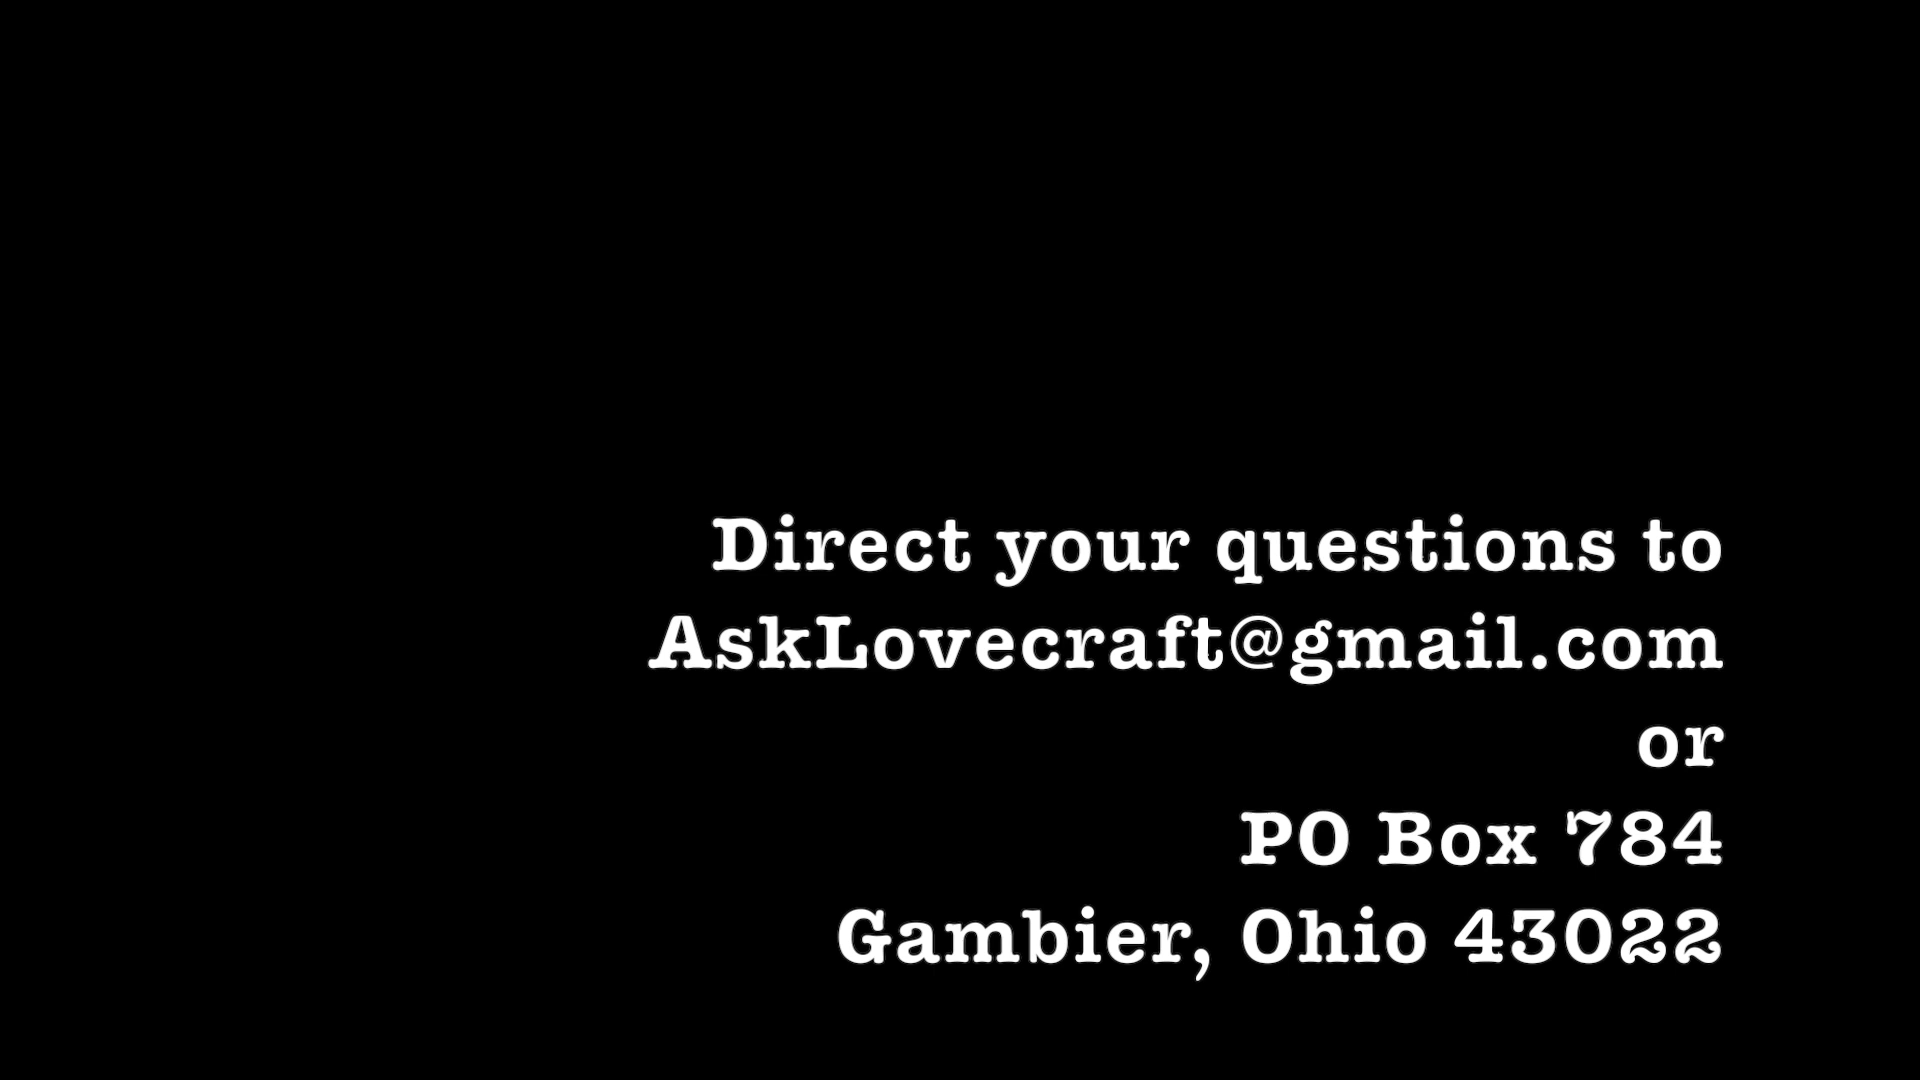 Direct your questions to
AskLovecraft@gmail.com
or
PO Box 784
Gambier, Ohio 43022